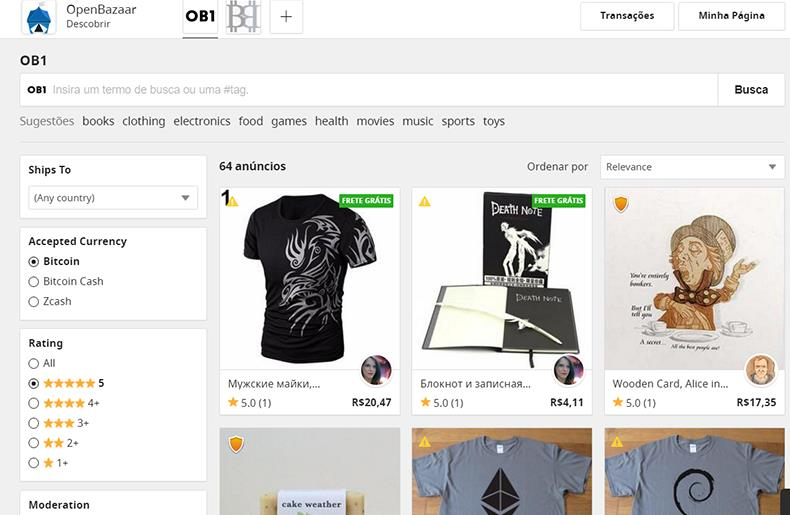 OpenBazaar
Descobrir
OB1
Transações
Minha Página
OB1
OB1 Insira um termo de busca ou uma #tag.
Busca
Sugestões books clothing electronics food games health movies music sports toys
Ships To
(Any country)
Accepted Currency
Bitcoin
Bitcoin Cash
Zcash
Rating
All
5
4+
3+
2+
1+
Moderation
64 anúncios
Ordenar por
Relevance
1
FRETE GRÁTIS
Мужские майки,...
5.0 (1)
R$20,47
FRETE GRÁTIS
DEATH NOTE
DEATH NOTE
Блокнот и записная...
5.0 (1)
R$4,11
You're entirely
bonkers.
But I'll
tell you
A secret...
All the best people are!
Wooden Card, Alice in...
5.0 (1)
R$17,35
cake weather